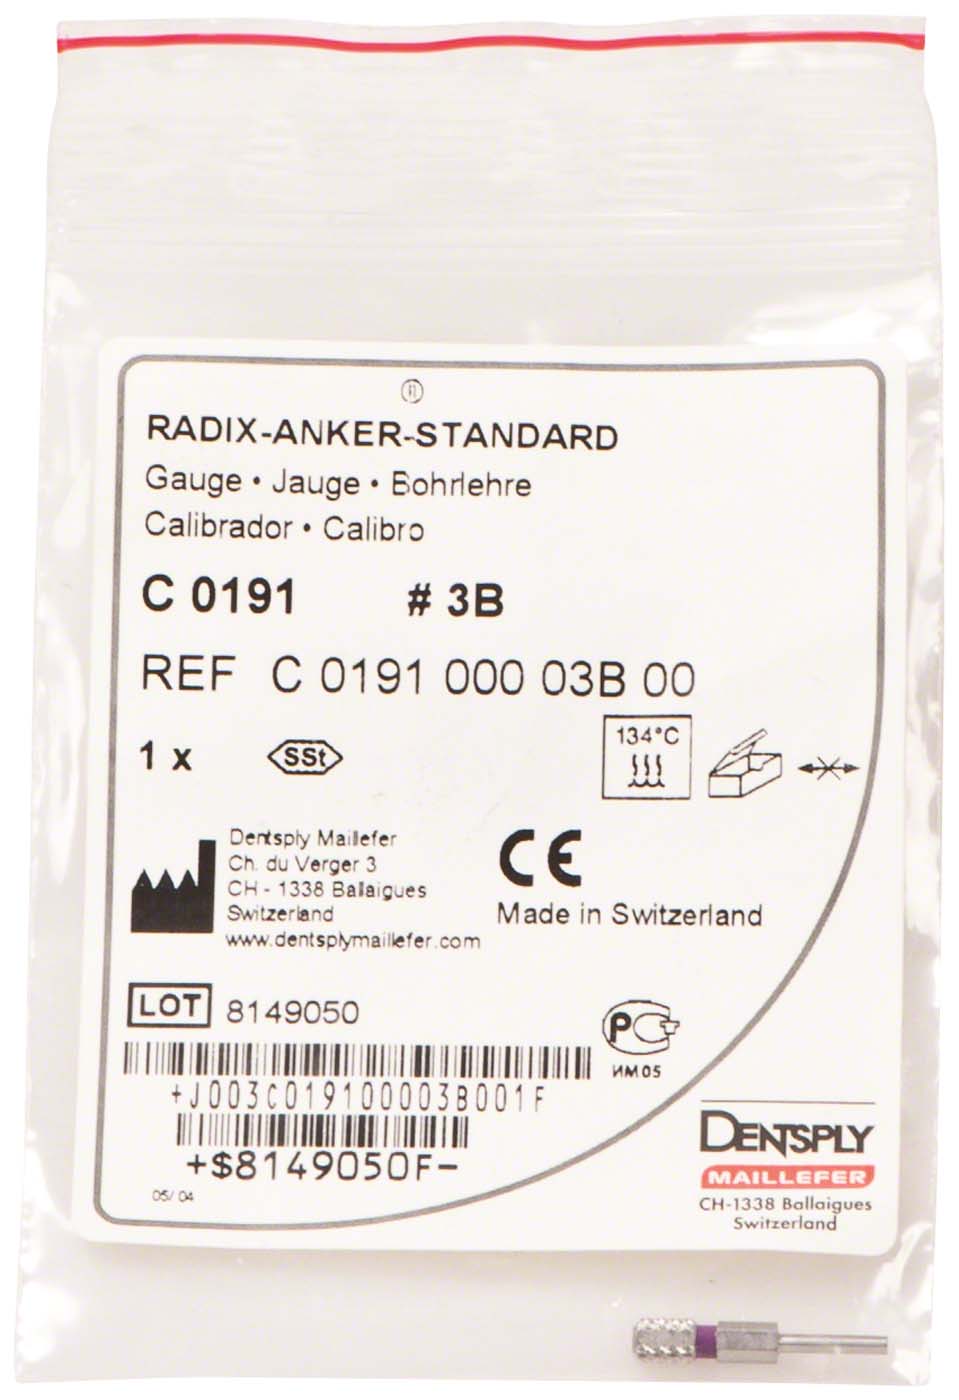 RADIX-ANKER-STANDARD
Gauge • Jauge • Bohrlehre
Calibrador • Calibro
C 0191 # 3B
REF C 0191 000 03B 00
1 x SSt
134°C
Dentsply Maillefer
Ch. du Verger 3
CH - 1338 Ballaigues
Switzerland
www.dentsplymaillefer.com
CE
Made in Switzerland
LOT 8149050
PCT
ИМ05
+J003C019100003B001F
+$8149050F-
05/ 04
DENTSPLY
MAILLEFER
CH-1338 Ballaigues
Switzerland